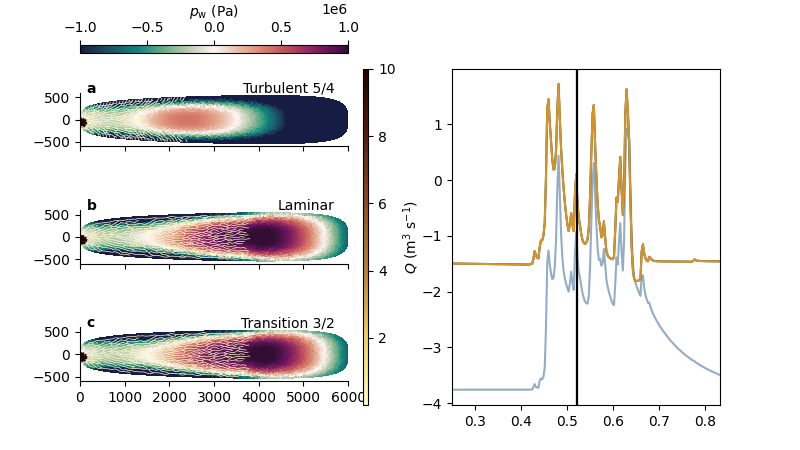 p_w (Pa)
1e6
−1.0 −0.5 0.0 0.5 1.0
a Turbulent 5/4
500
0
−500
b Laminar
500
0
−500
c Transition 3/2
500
0
−500
0 1000 2000 3000 4000 5000 6000
10
8
6
4
2
Q (m³ s⁻¹)
1
0
−1
−2
−3
−4
0.3 0.4 0.5 0.6 0.7 0.8